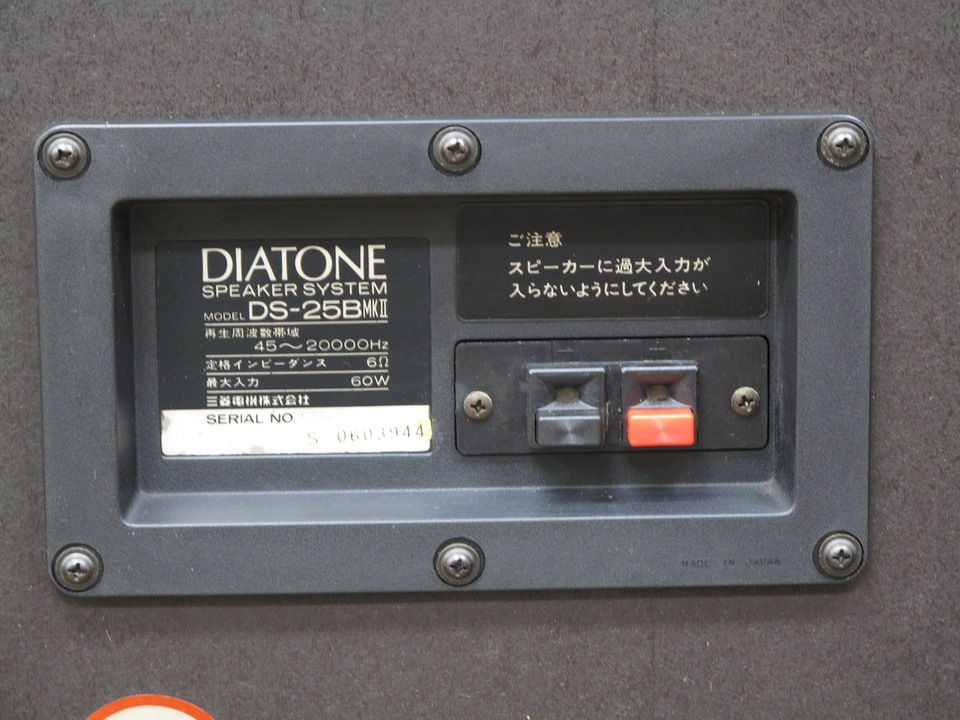 DIATONE
SPEAKER SYSTEM
MODEL DS-25BMKII
再生周波数帯域
45〜20000Hz
定格インピーダンス 6Ω
最大入力 60W
三菱電機株式会社
SERIAL NO.
S 0603944
ご注意
スピーカーに過大入力が
入らないようにしてください
MADE IN JAPAN